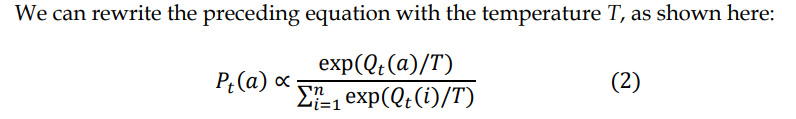 We can rewrite the preceding equation with the temperature T, as shown here:
P_t(a) ∝ exp(Q_t(a)/T) / ∑_{i=1}^{n} exp(Q_t(i)/T) (2)